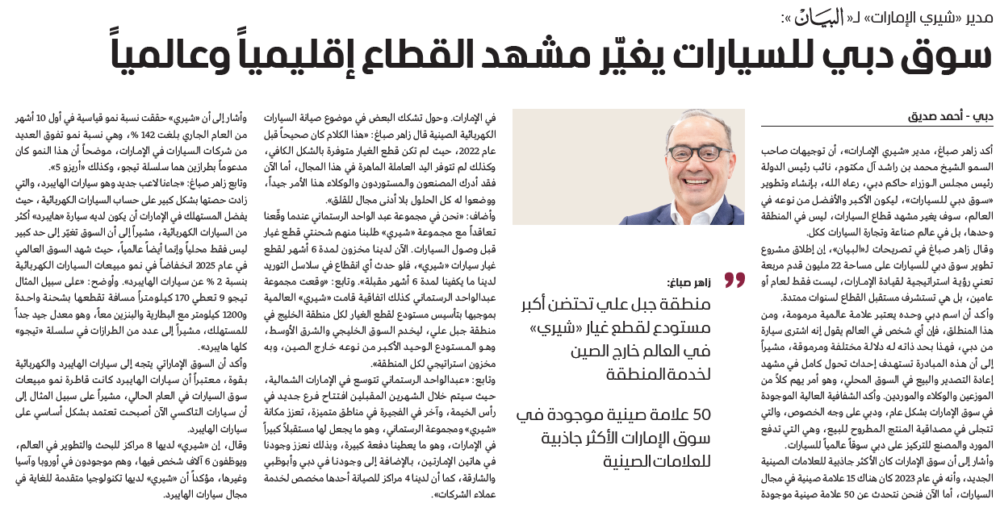 مدير «شيري الإمارات» لـ«البيان»:
سوق دبي للسيارات يغيّر مشهد القطاع إقليمياً وعالمياً
دبي - أحمد صديق
أكد زاهر صباغ، مدير «شيري الإمارات»، أن توجيهات صاحب
السمو الشيخ محمد بن راشد آل مكتوم، نائب رئيس الدولة
رئيس مجلس الوزراء حاكم دبي، رعاه الله، بإنشاء وتطوير
«سوق دبي للسيارات»، ليكون الأكبر والأفضل من نوعه في
العالم، سوف يغير مشهد قطاع السيارات، ليس في المنطقة
وحدها، بل في عالم صناعة وتجارة السيارات ككل.
وقال زاهر صباغ في تصريحات لـ«البيان»، إن إطلاق مشروع
تطوير سوق دبي للسيارات على مساحة 22 مليون قدم مربعة
تعني رؤية استراتيجية لقيادة الإمارات، ليست فقط لعام أو
عامين، بل هي تستشرف مستقبل القطاع لسنوات ممتدة.
وأكد أن اسم دبي وحده يعتبر علامة عالمية مرموقة، ومن
هذا المنطلق، فإن أي شخص في العالم يقول إنه اشترى سيارة
من دبي، فهذا بحد ذاته له دلالة مختلفة ومرموقة، مشيراً
إلى أن هذه المبادرة تستهدف إحداث تحول كامل في مشهد
إعادة التصدير والبيع في السوق المحلي، وهو أمر يهم كلاً من
الموزعين والوكلاء والموردين. وأكد الشفافية العالية الموجودة
في سوق الإمارات بشكل عام، ودبي على وجه الخصوص، والتي
تتجلى في مصداقية المنتج المطروح للبيع، وهي التي تدفع
المورد والمصنع للتركيز على دبي سوقاً عالمياً للسيارات.
وأشار إلى أن سوق الإمارات كان الأكثر جاذبية للعلامات الصينية
الجديد، وأنه في عام 2023 كان هناك 15 علامة صينية في مجال
السيارات، أما الآن فنحن نتحدث عن 50 علامة صينية موجودة
زاهر صباغ:
منطقة جبل علي تحتضن أكبر
مستودع لقطع غيار «شيري»
في العالم خارج الصين
لخدمة المنطقة
50 علامة صينية موجودة في
سوق الإمارات الأكثر جاذبية
للعلامات الصينية
في الإمارات. وحول تشكك البعض في موضوع صيانة السيارات
الكهربائية الصينية قال زاهر صباغ: «هذا الكلام كان صحيحاً قبل
عام 2022، حيث لم تكن قطع الغيار متوفرة بالشكل الكافي،
وكذلك لم تتوفر اليد العاملة الماهرة في هذا المجال، أما الآن
فقد أدرك المصنعون والمستوردون والوكلاء هذا الأمر جيداً،
ووضعوا له كل الحلول بلا أدنى مجال للقلق».
وأضاف: «نحن في مجموعة عبد الواحد الرستماني عندما وقّعنا
تعاقداً مع مجموعة «شيري» طلبنا منهم شحنتي قطع غيار
قبل وصول السيارات. الآن لدينا مخزون لمدة 6 أشهر لقطع
غيار سيارات «شيري»، فلو حدث أي انقطاع في سلاسل التوريد
لدينا ما يكفينا لمدة 6 أشهر مقبلة». وتابع: «وقعت مجموعة
عبدالواحد الرستماني كذلك اتفاقية قامت «شيري» العالمية
بموجبها بتأسيس مستودع لقطع الغيار لكل منطقة الخليج في
منطقة جبل علي، ليخدم السوق الخليجي والشرق الأوسط،
وهو المستودع الوحيد الأكبر من نوعه خارج الصين، وبه
مخزون استراتيجي لكل المنطقة».
وتابع: «عبدالواحد الرستماني تتوسع في الإمارات الشمالية،
حيث سيتم خلال الشهرين المقبلين افتتاح فرع جديد في
رأس الخيمة، وآخر في الفجيرة في مناطق متميزة، تعزز مكانة
«شيري» ومجموعة الرستماني، وهو ما يجعل لها مستقبلاً كبيراً
في الإمارات، وهو ما يعطينا دفعة كبيرة، وبذلك نعزز وجودنا
في هاتين الإمارتين، بالإضافة إلى وجودنا في دبي وأبوظبي
والشارقة، كما أن لدينا 4 مراكز للصيانة أحدها مخصص لخدمة
عملاء الشركات».
وأشار إلى أن «شيري» حققت نسبة نمو قياسية في أول 10 أشهر
من العام الجاري بلغت 142 %، وهي نسبة نمو تفوق العديد
من شركات السيارات في الإمارات، موضحاً أن هذا النمو كان
مدعوماً بطرازين هما سلسلة تيجو، وكذلك «أريزو 5».
وتابع زاهر صباغ: «جاءنا لاعب جديد وهو سيارات الهايبرد، والتي
زادت حصتها بشكل كبير على حساب السيارات الكهربائية ، حيث
يفضل المستهلك في الإمارات أن يكون لديه سيارة «هايبرد» أكثر
من السيارات الكهربائية، مشيراً إلى أن السوق تغيّر إلى حد كبير
ليس فقط محلياً وإنما أيضاً عالمياً، حيث شهد السوق العالمي
في عام 2025 انخفاضاً في نمو مبيعات السيارات الكهربائية
بنسبة 2 % عن سيارات الهايبرد». وأوضح: «على سبيل المثال
تيجو 9 تعطي 170 كيلومتراً مسافة تقطعها بشحنة واحدة
و1200 كيلومتر مع البطارية والبنزين معاً، وهو معدل جيد جداً
للمستهلك، مشيراً إلى عدد من الطرازات في سلسلة «تيجو»
كلها هايبرد».
وأكد أن السوق الإماراتي يتجه إلى سيارات الهايبرد والكهربائية
بقوة، معتبراً أن سيارات الهايبرد كانت قاطرة نمو مبيعات
سوق السيارات في العام الحالي، مشيراً على سبيل المثال إلى
أن سيارات التاكسي الآن أصبحت تعتمد بشكل أساسي على
سيارات الهايبرد.
وقال، إن «شيري» لديها 8 مراكز للبحث والتطوير في العالم،
ويوظفون 6 آلاف شخص فيها، وهم موجودون في أوروبا وآسيا
وغيرها، مؤكداً أن «شيري» لديها تكنولوجيا متقدمة للغاية في
مجال سيارات الهايبرد.